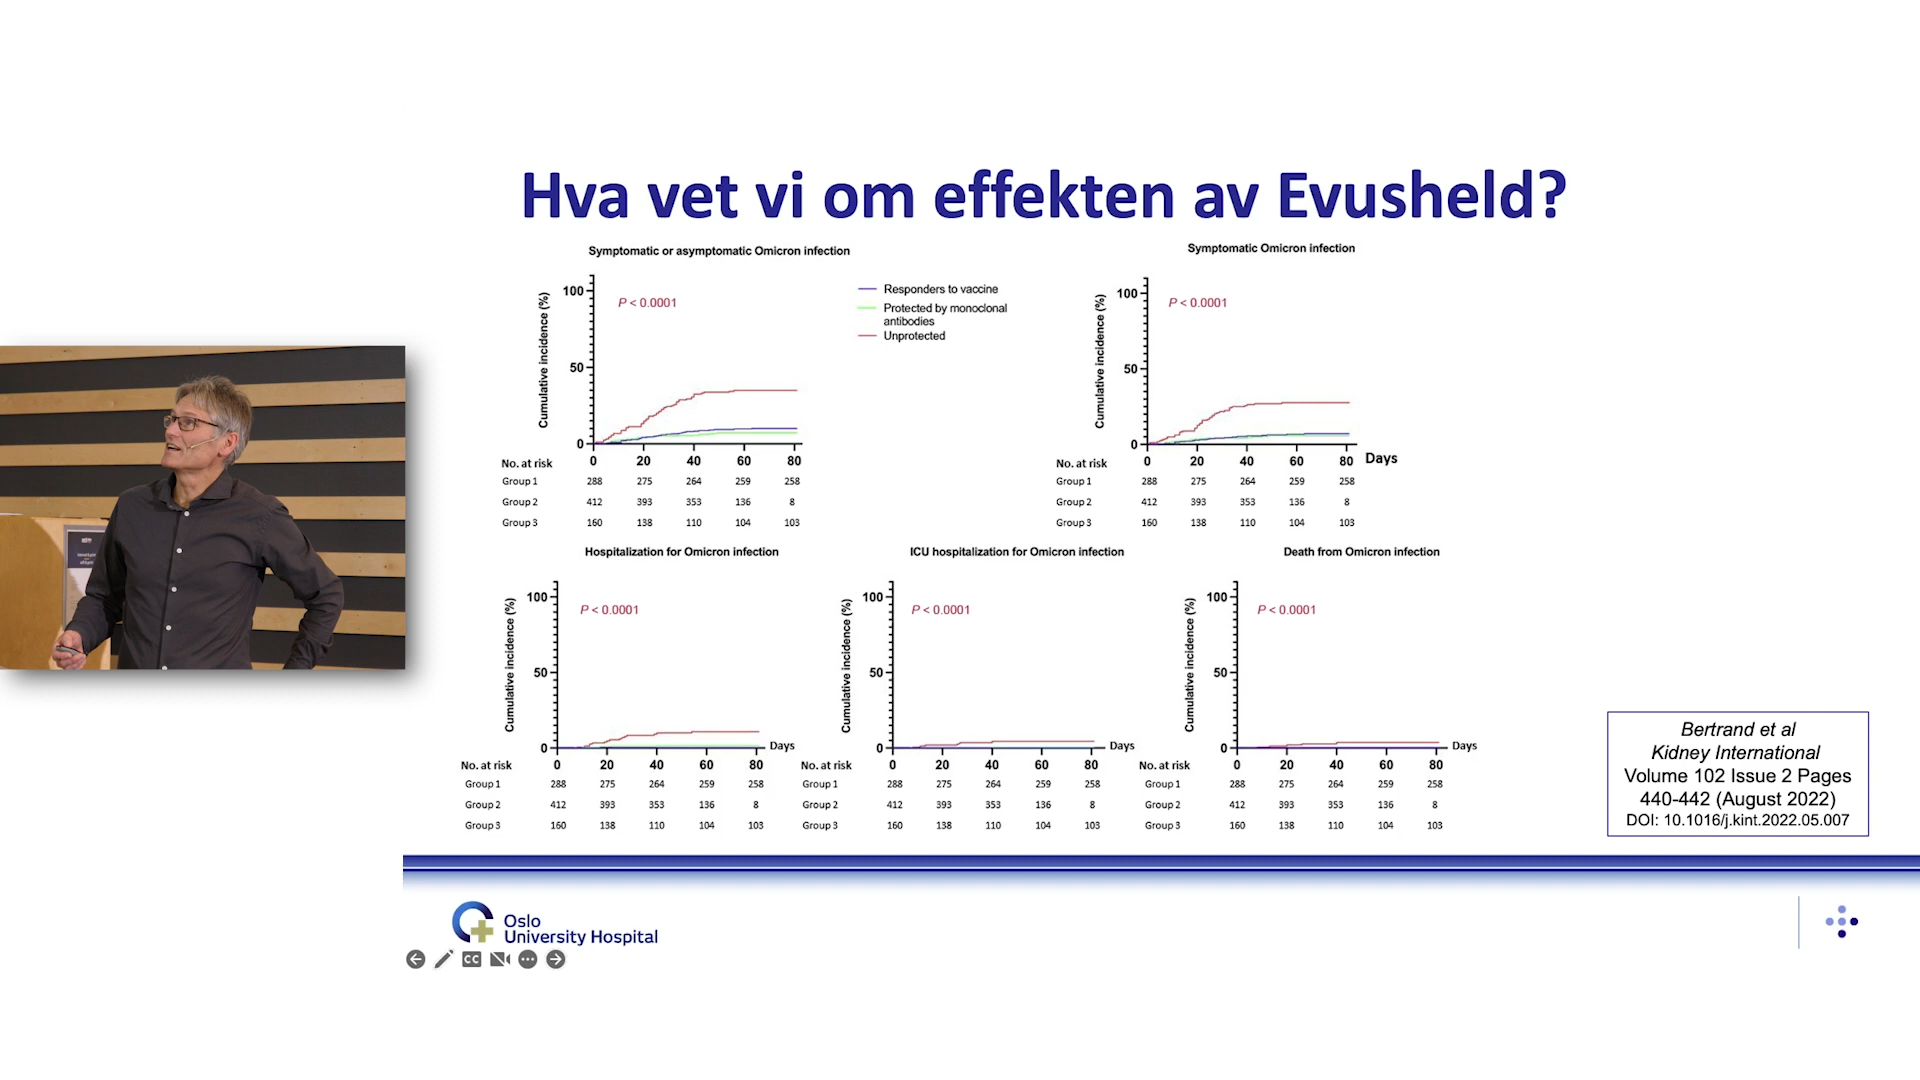 Hva vet vi om effekten av Evusheld?
Symptomatic or asymptomatic Omicron infection
Cumulative incidence (%)
100
50
0
P < 0.0001
0 20 40 60 80
No. at risk
Group 1 288 275 264 259 258
Group 2 412 393 353 136 8
Group 3 160 138 110 104 103
Responders to vaccine
Protected by monoclonal
antibodies
Unprotected
Symptomatic Omicron infection
Cumulative incidence (%)
100
50
0
P < 0.0001
0 20 40 60 80 Days
No. at risk
Group 1 288 275 264 259 258
Group 2 412 393 353 136 8
Group 3 160 138 110 104 103
Hospitalization for Omicron infection
Cumulative incidence (%)
100
50
0
P < 0.0001
Days
No. at risk 0 20 40 60 80
Group 1 288 275 264 259 258
Group 2 412 393 353 136 8
Group 3 160 138 110 104 103
ICU hospitalization for Omicron infection
Cumulative incidence (%)
100
50
0
P < 0.0001
Days
No. at risk 0 20 40 60 80
Group 1 288 275 264 259 258
Group 2 412 393 353 136 8
Group 3 160 138 110 104 103
Death from Omicron infection
Cumulative incidence (%)
100
50
0
P < 0.0001
Days
No. at risk 0 20 40 60 80
Group 1 288 275 264 259 258
Group 2 412 393 353 136 8
Group 3 160 138 110 104 103
Bertrand et al
Kidney International
Volume 102 Issue 2 Pages
440-442 (August 2022)
DOI: 10.1016/j.kint.2022.05.007
Oslo
University Hospital
CC